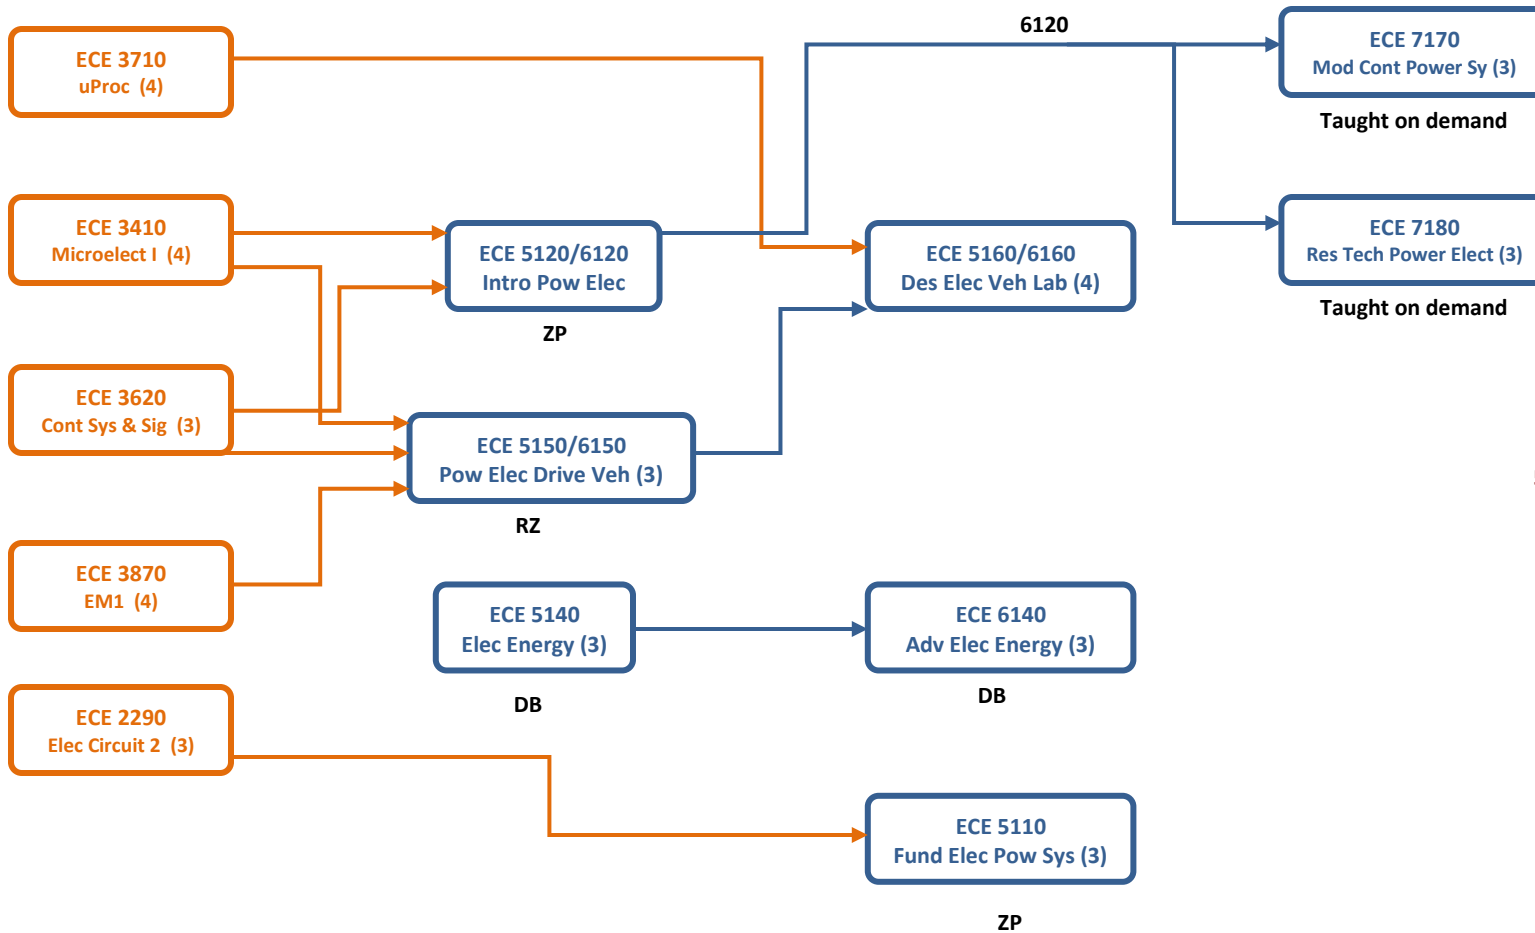 6120
ECE 3710
uProc (4)
ECE 7170
Mod Cont Power Sy (3)
Taught on demand
ECE 3410
Microelect I (4)
ECE 5120/6120
Intro Pow Elec
ZP
ECE 5160/6160
Des Elec Veh Lab (4)
ECE 7180
Res Tech Power Elect (3)
Taught on demand
ECE 3620
Cont Sys & Sig (3)
ECE 5150/6150
Pow Elec Drive Veh (3)
RZ
ECE 3870
EM1 (4)
ECE 5140
Elec Energy (3)
DB
ECE 6140
Adv Elec Energy (3)
DB
ECE 2290
Elec Circuit 2 (3)
ECE 5110
Fund Elec Pow Sys (3)
ZP